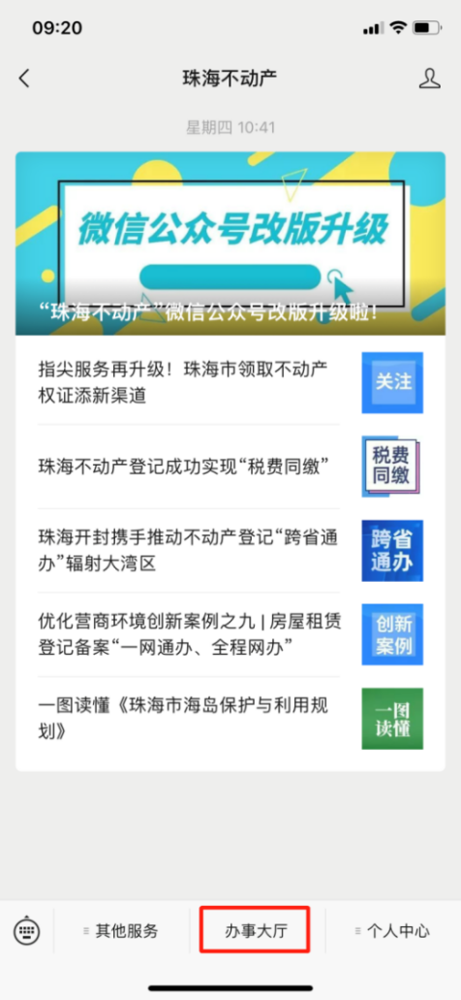 09:20
珠海不动产
星期四 10:41
微信公众号改版升级
“珠海不动产”微信公众号改版升级啦！
指尖服务再升级！珠海市领取不动产
权证添新渠道
关注
珠海不动产登记成功实现“税费同缴”
税费
同缴
珠海开封携手推动不动产登记“跨省通
办”辐射大湾区
跨省
通办
优化营商环境创新案例之九 | 房屋租赁
登记备案“一网通办、全程网办”
创新
案例
一图读懂《珠海市海岛保护与利用规
划》
一图
读懂
其他服务
办事大厅
个人中心